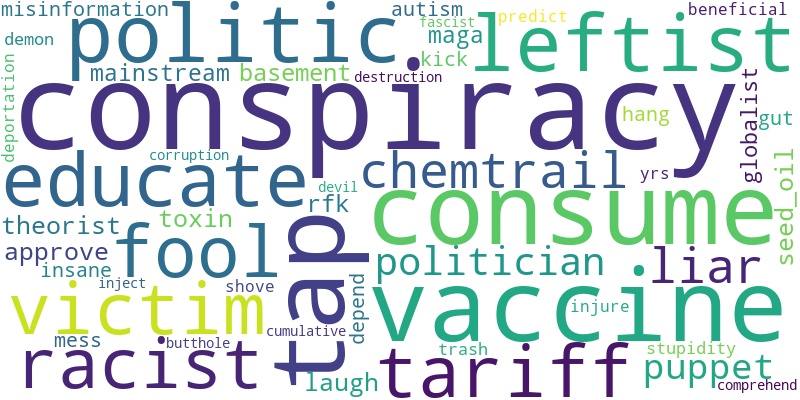 misinformation
politic
autism
fascist
predict
beneficial
demon
maga
leftist
mainstream
basement
kick
destruction
deportation
conspiracy
hang
globalist
gut
corruption
educate
devil
chemtrail
yrs
seed_oil
theorist
toxin
rfk
consume
approve
fool
tap
politician
liar
insane
inject
shove
depend
victim
cumulative
vaccine
injure
mess
butthole
racist
laugh
tariff
trash
stupidity
puppet
comprehend